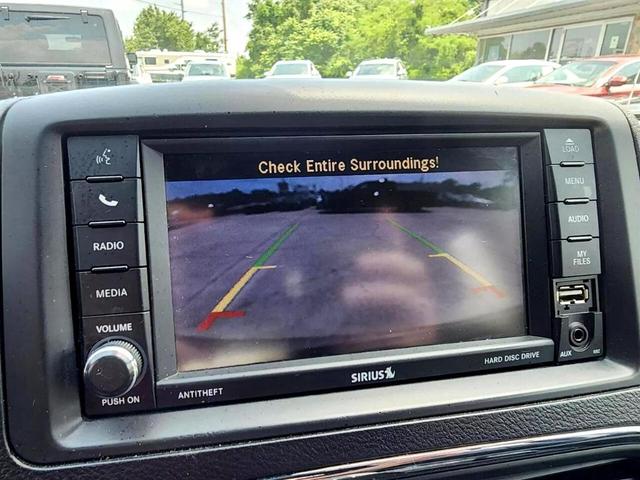 Check Entire Surroundings!
RADIO
MEDIA
VOLUME
PUSH ON
LOAD
MENU
AUDIO
MY
FILES
AUX
ANTITHEFT
SIRIUS
HARD DISC DRIVE